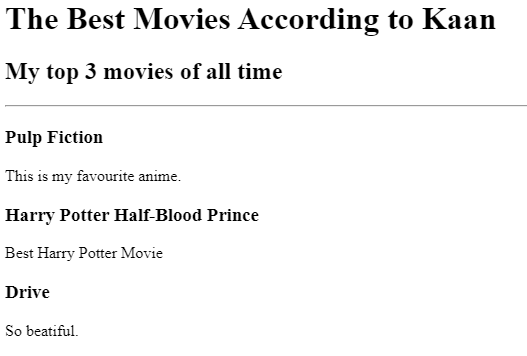 The Best Movies According to Kaan
My top 3 movies of all time
Pulp Fiction
This is my favourite anime.
Harry Potter Half-Blood Prince
Best Harry Potter Movie
Drive
So beatiful.